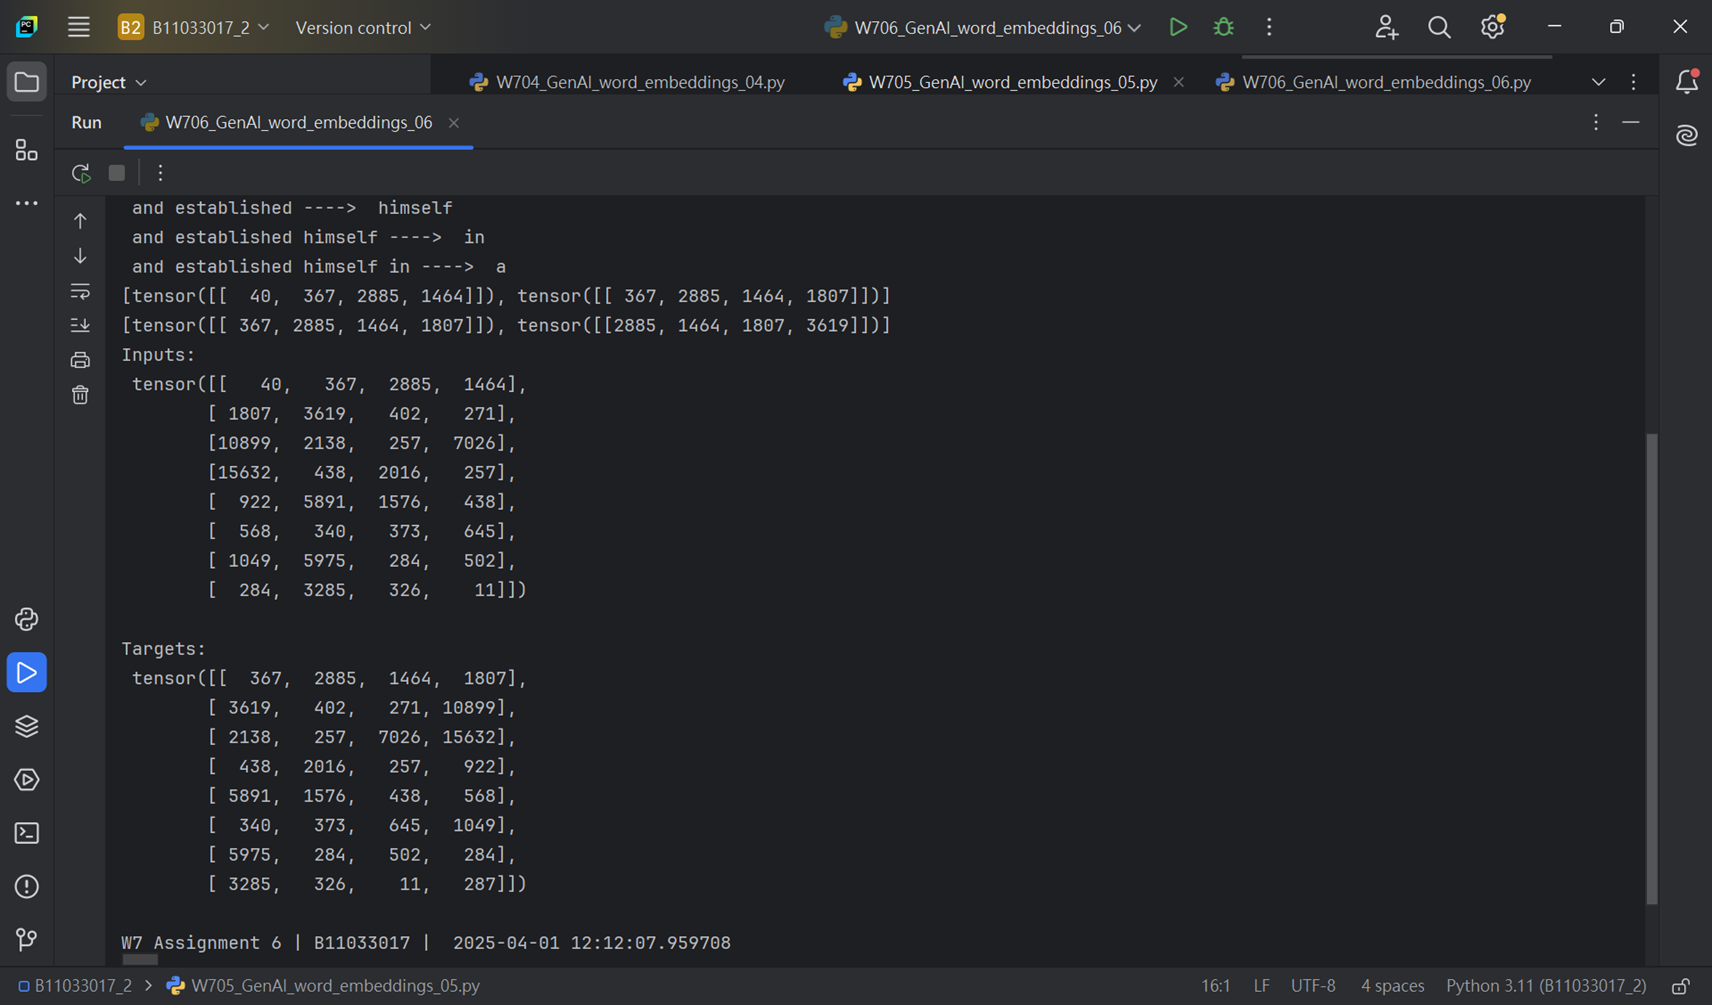 PC
B2 B11033017_2 Version control W706_GenAI_word_embeddings_06
Project W704_GenAI_word_embeddings_04.py W705_GenAI_word_embeddings_05.py W706_GenAI_word_embeddings_06.py
Run W706_GenAI_word_embeddings_06
and established ----> himself
and established himself ----> in
and established himself in ----> a
[tensor([[ 40, 367, 2885, 1464]]), tensor([[ 367, 2885, 1464, 1807]])]
[tensor([[ 367, 2885, 1464, 1807]]), tensor([[2885, 1464, 1807, 3619]])]
Inputs:
tensor([[ 40, 367, 2885, 1464],
[ 1807, 3619, 402, 271],
[10899, 2138, 257, 7026],
[15632, 438, 2016, 257],
[ 922, 5891, 1576, 438],
[ 568, 340, 373, 645],
[ 1049, 5975, 284, 502],
[ 284, 3285, 326, 11]])
Targets:
tensor([[ 367, 2885, 1464, 1807],
[ 3619, 402, 271, 10899],
[ 2138, 257, 7026, 15632],
[ 438, 2016, 257, 922],
[ 5891, 1576, 438, 568],
[ 340, 373, 645, 1049],
[ 5975, 284, 502, 284],
[ 3285, 326, 11, 287]])
W7 Assignment 6 | B11033017 | 2025-04-01 12:12:07.959708
B11033017_2 > W705_GenAI_word_embeddings_05.py 16:1 LF UTF-8 4 spaces Python 3.11 (B11033017_2)